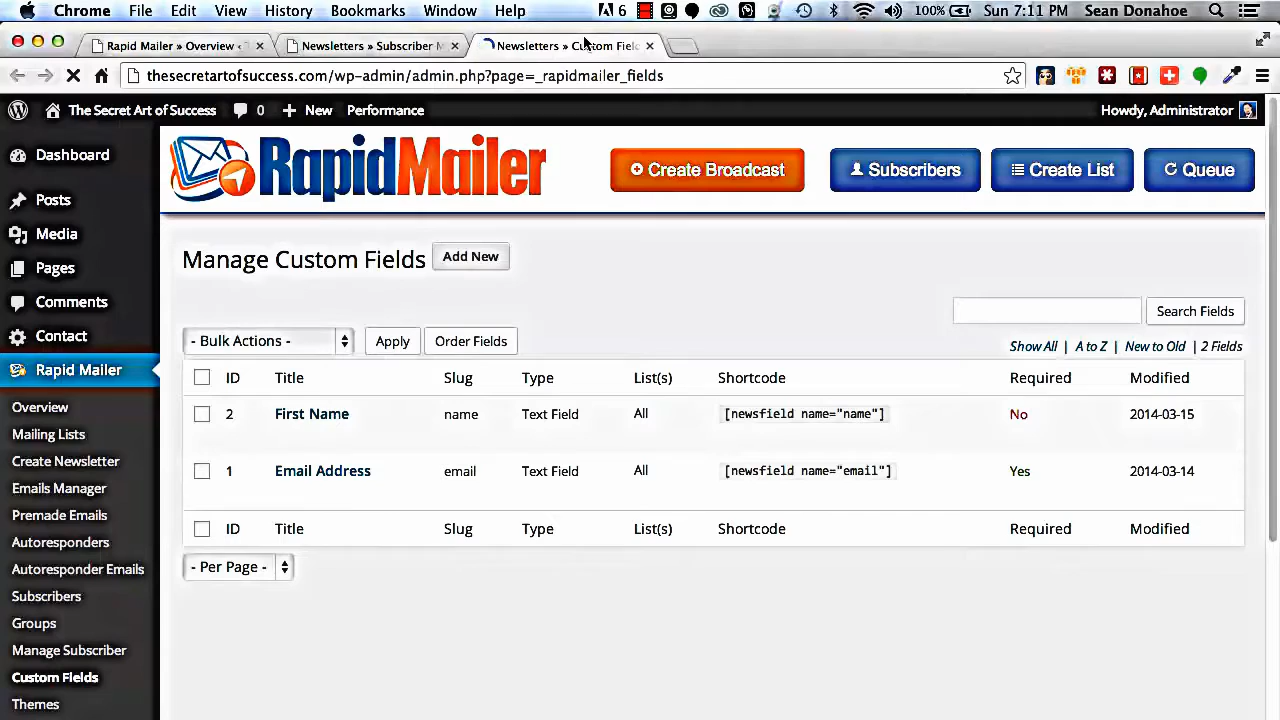 Chrome File Edit View History Bookmarks Window Help 6 100% Sun 7:11 PM Sean Donahoe
Rapid Mailer » Overview ‹ T Newsletters » Subscriber M Newsletters » Custom Field
thesecretartofsuccess.com/wp-admin/admin.php?page=_rapidmailer_fields
The Secret Art of Success 0 New Performance Howdy, Administrator
RapidMailer Create Broadcast Subscribers Create List Queue
Dashboard
Posts
Media
Pages
Comments
Contact
Rapid Mailer
Overview
Mailing Lists
Create Newsletter
Emails Manager
Premade Emails
Autoresponders
Autoresponder Emails
Subscribers
Groups
Manage Subscriber
Custom Fields
Themes
Manage Custom Fields Add New
Search Fields
- Bulk Actions - Apply Order Fields
Show All | A to Z | New to Old | 2 Fields
ID Title Slug Type List(s) Shortcode Required Modified
2 First Name name Text Field All [newsfield name="name"] No 2014-03-15
1 Email Address email Text Field All [newsfield name="email"] Yes 2014-03-14
ID Title Slug Type List(s) Shortcode Required Modified
- Per Page -